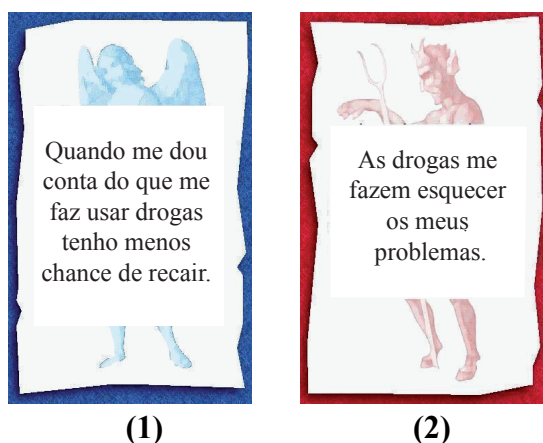 Quando me dou
conta do que me
faz usar drogas
tenho menos
chance de recair.
As drogas me
fazem esquecer
os meus
problemas.
(1)
(2)